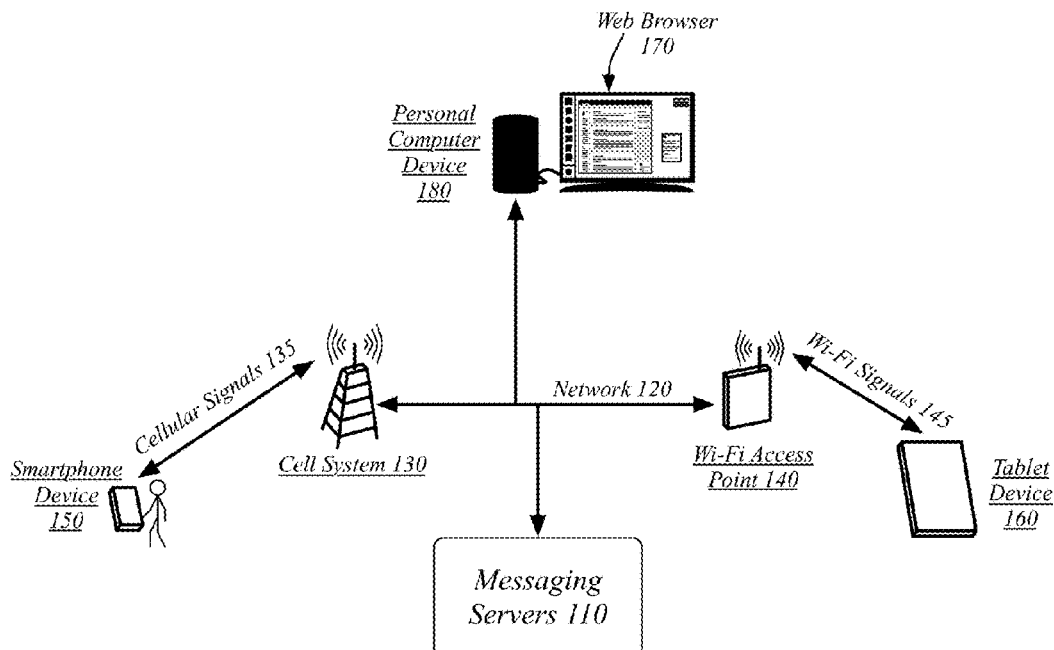 Web Browser
170
Personal
Computer
Device
180
Cellular Signals 135
Wi-Fi Signals 145
Network 120
Cell System 130
Wi-Fi Access
Point 140
Smartphone
Device
150
Tablet
Device
160
Messaging
Servers 110